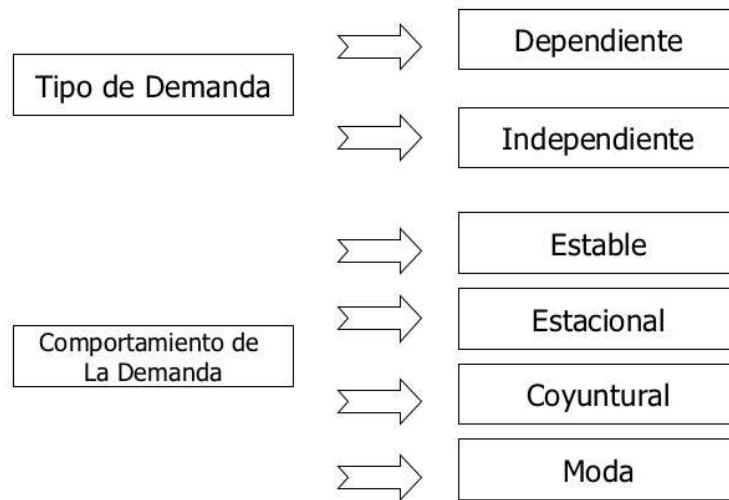 Tipo de Demanda
Dependiente
Independiente
Comportamiento de
La Demanda
Estable
Estacional
Coyuntural
Moda